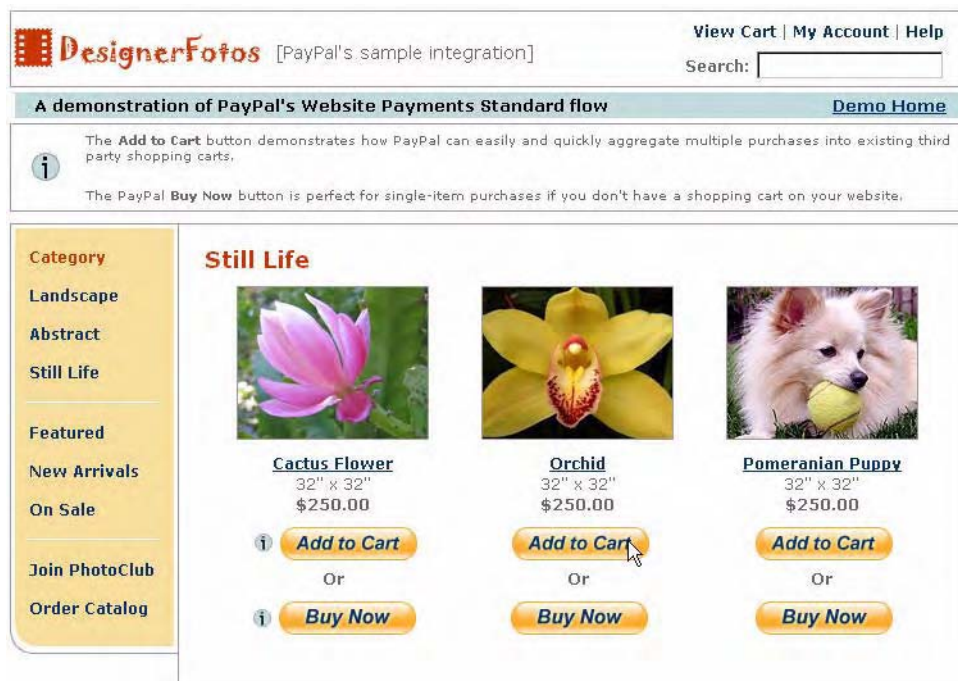 DesignerFotos [PayPal's sample integration]
View Cart | My Account | Help
Search:
A demonstration of PayPal's Website Payments Standard flow
Demo Home
The Add to Cart button demonstrates how PayPal can easily and quickly aggregate multiple purchases into existing third
party shopping carts.
The PayPal Buy Now button is perfect for single-item purchases if you don't have a shopping cart on your website.
Category
Landscape
Abstract
Still Life
Featured
New Arrivals
On Sale
Join PhotoClub
Order Catalog
Still Life
Cactus Flower
32" x 32"
$250.00
i Add to Cart
Or
i Buy Now
Orchid
32" x 32"
$250.00
Add to Cart
Or
Buy Now
Pomeranian Puppy
32" x 32"
$250.00
Add to Cart
Or
Buy Now